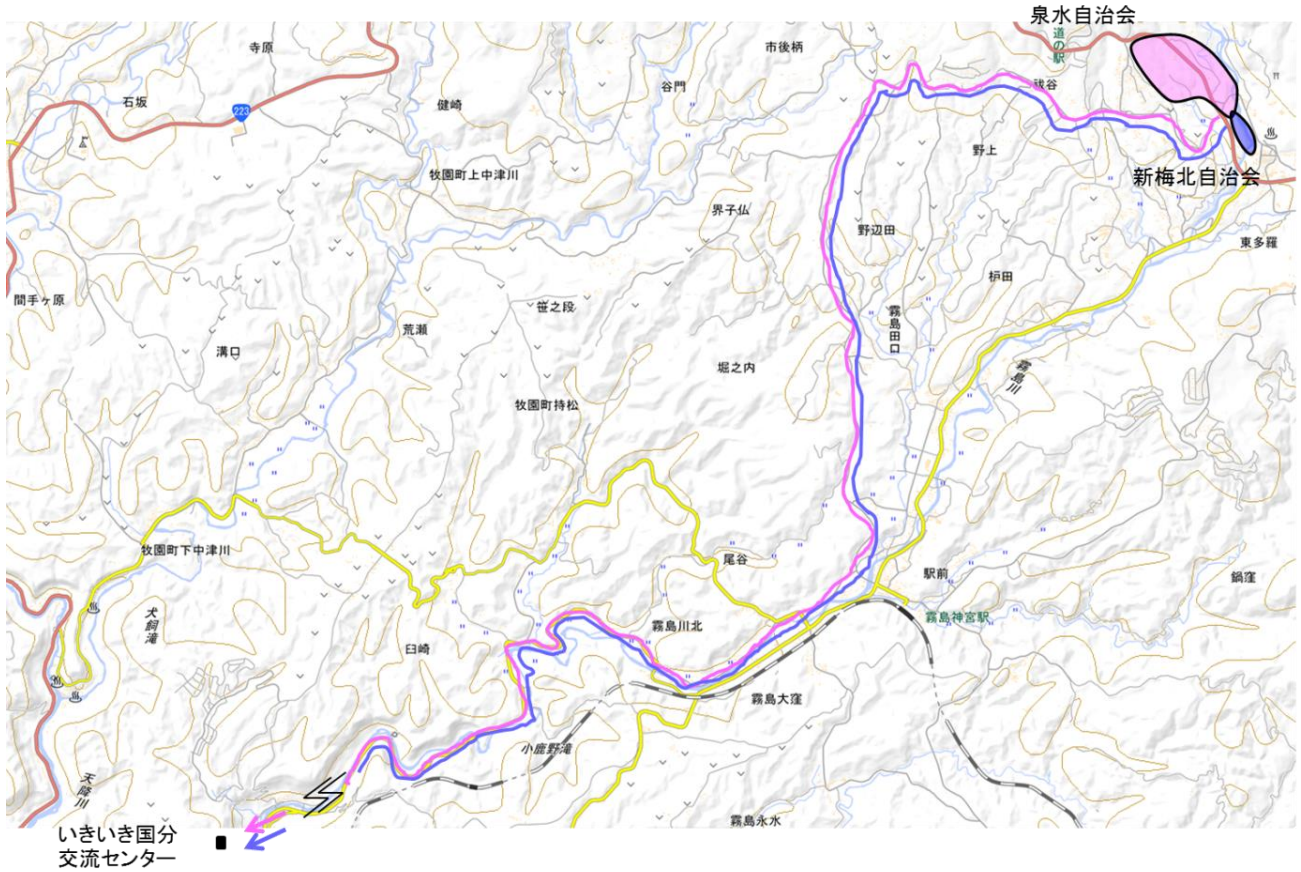 泉水自治会
道の駅
寺原
市後柄
石坂
223
健崎
谷門
祓谷
野上
牧園町上中津川
新梅北自治会
界子仏
野辺田
東多羅
枦田
間手ヶ原
笹之段
霧島田口
荒瀬
溝口
堀之内
霧島川
牧園町持松
牧園町下中津川
尾谷
駅前
鍋窪
犬飼滝
霧島川北
霧島神宮駅
臼崎
霧島大窪
小鹿野滝
天降川
霧島永水
いきいき国分
交流センター